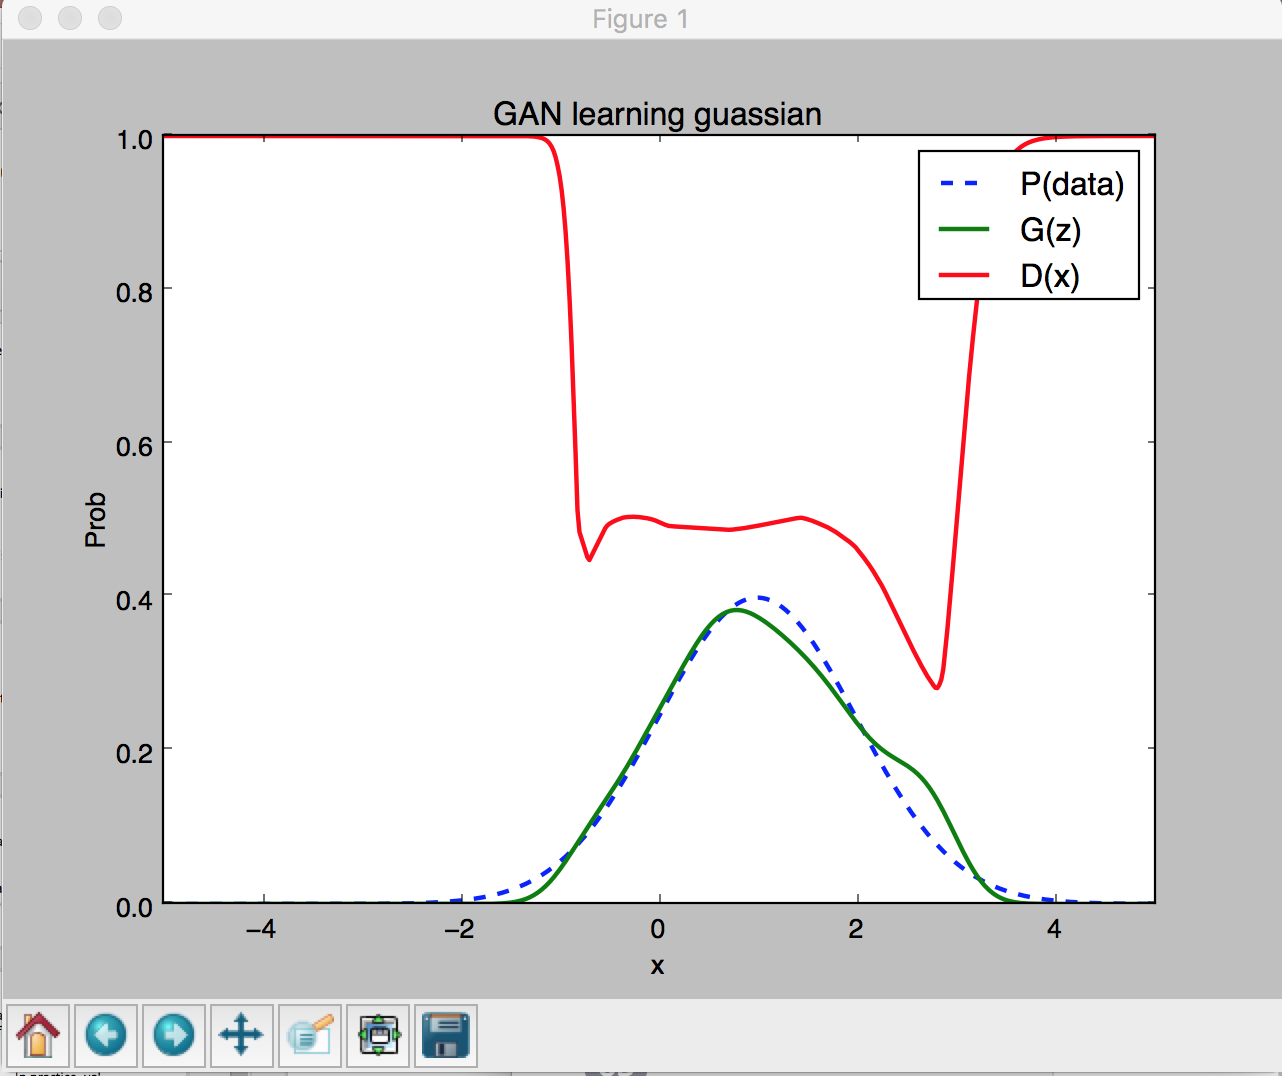 Figure 1
GAN learning guassian
1.0
0.8
0.6
0.4
0.2
0.0
Prob
−4
−2
0
2
4
x
P(data)
G(z)
D(x)